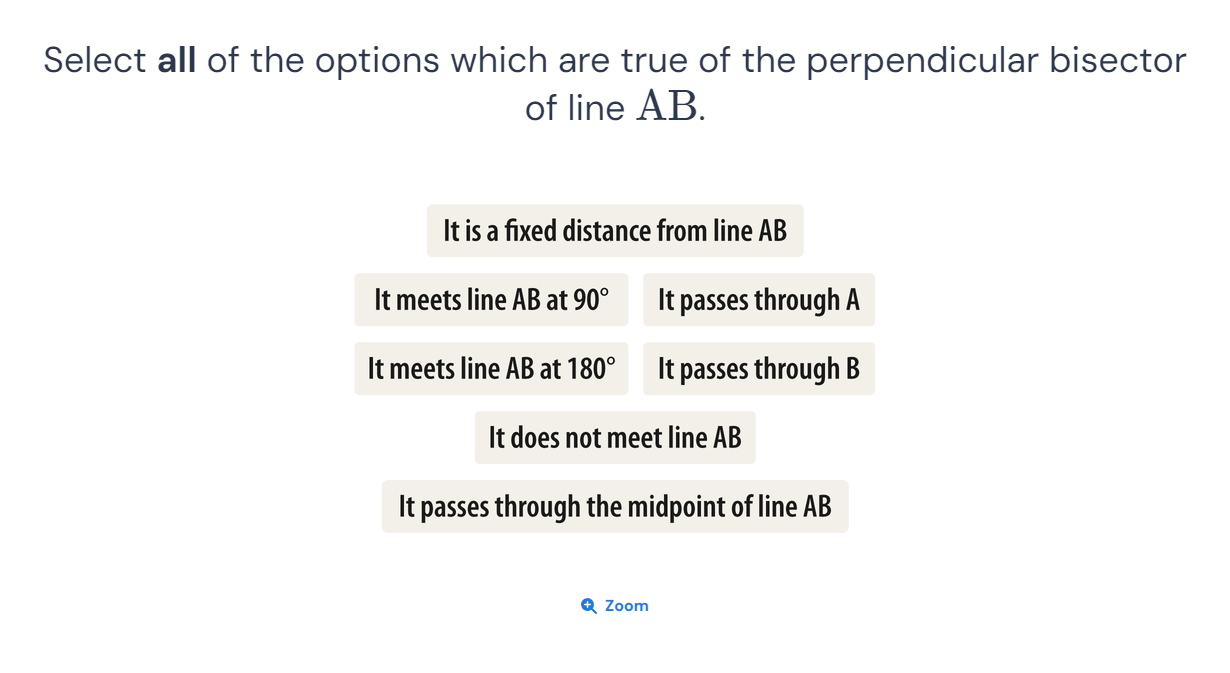 Select all of the options which are true of the perpendicular bisector
of line AB.
It is a fixed distance from line AB
It meets line AB at 90°
It passes through A
It meets line AB at 180°
It passes through B
It does not meet line AB
It passes through the midpoint of line AB
Zoom